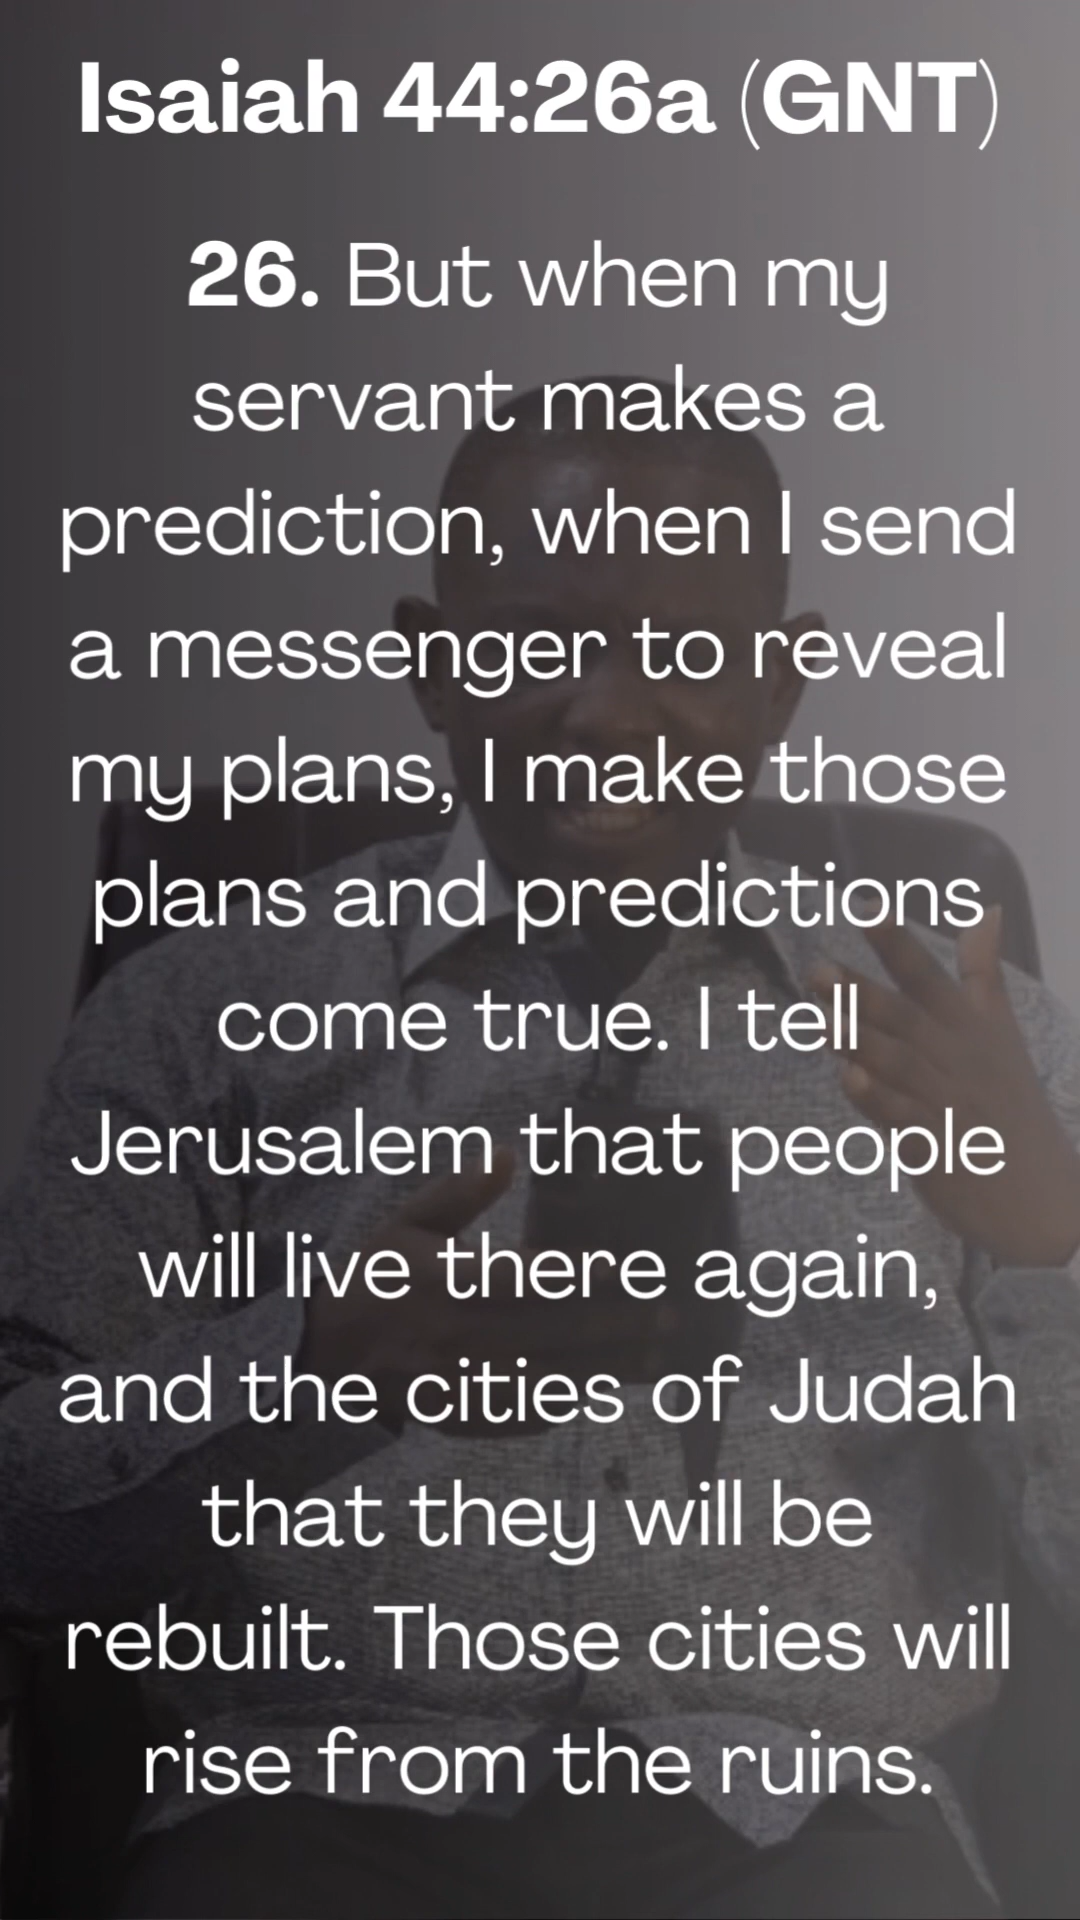 Isaiah 44:26a (GNT)
26. But when my
servant makes a
prediction, when I send
a messenger to reveal
my plans, I make those
plans and predictions
come true. I tell
Jerusalem that people
will live there again,
and the cities of Judah
that they will be
rebuilt. Those cities will
rise from the ruins.